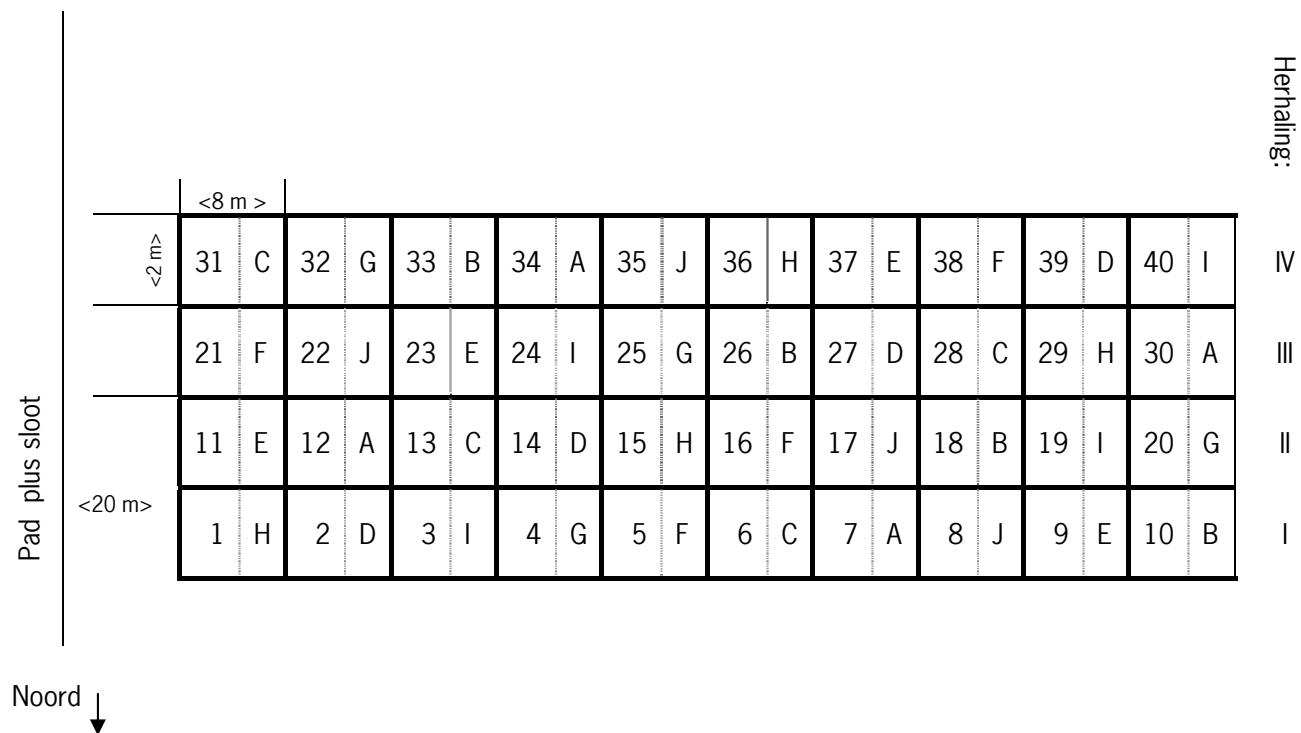 Herhaling:
<8 m >
<2 m>
31 C 32 G 33 B 34 A 35 J 36 H 37 E 38 F 39 D 40 I IV
21 F 22 J 23 E 24 I 25 G 26 B 27 D 28 C 29 H 30 A III
11 E 12 A 13 C 14 D 15 H 16 F 17 J 18 B 19 I 20 G II
<20 m>
1 H 2 D 3 I 4 G 5 F 6 C 7 A 8 J 9 E 10 B I
Pad plus sloot
Noord